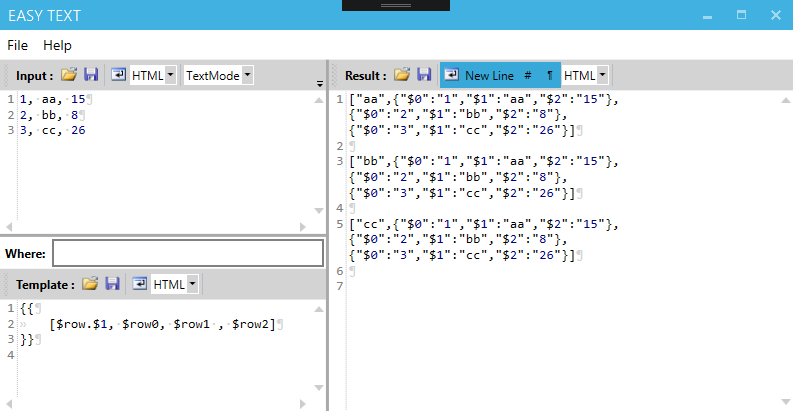 EASY TEXT
File Help
Input : HTML TextMode
1 1, aa, 15¶
2 2, bb, 8¶
3 3, cc, 26
Where:
Template : HTML
1 {{¶
2 » [$row.$1, $row0, $row1 , $row2]¶
3 }}¶
4
Result : New Line # ¶ HTML
1 ["aa",{"$0":"1","$1":"aa","$2":"15"},
{"$0":"2","$1":"bb","$2":"8"},
{"$0":"3","$1":"cc","$2":"26"}]¶
2 ¶
3 ["bb",{"$0":"1","$1":"aa","$2":"15"},
{"$0":"2","$1":"bb","$2":"8"},
{"$0":"3","$1":"cc","$2":"26"}]¶
4 ¶
5 ["cc",{"$0":"1","$1":"aa","$2":"15"},
{"$0":"2","$1":"bb","$2":"8"},
{"$0":"3","$1":"cc","$2":"26"}]¶
6 ¶
7